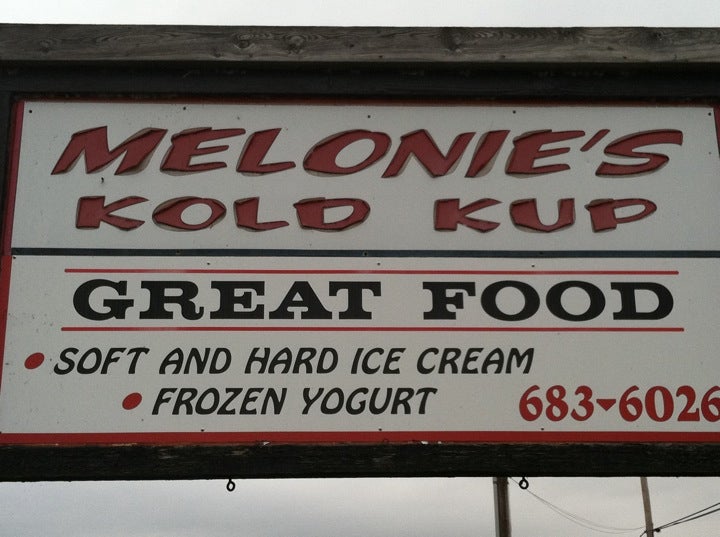 MELONIE'S
KOLD KUP
GREAT FOOD
• SOFT AND HARD ICE CREAM
• FROZEN YOGURT 683-6026